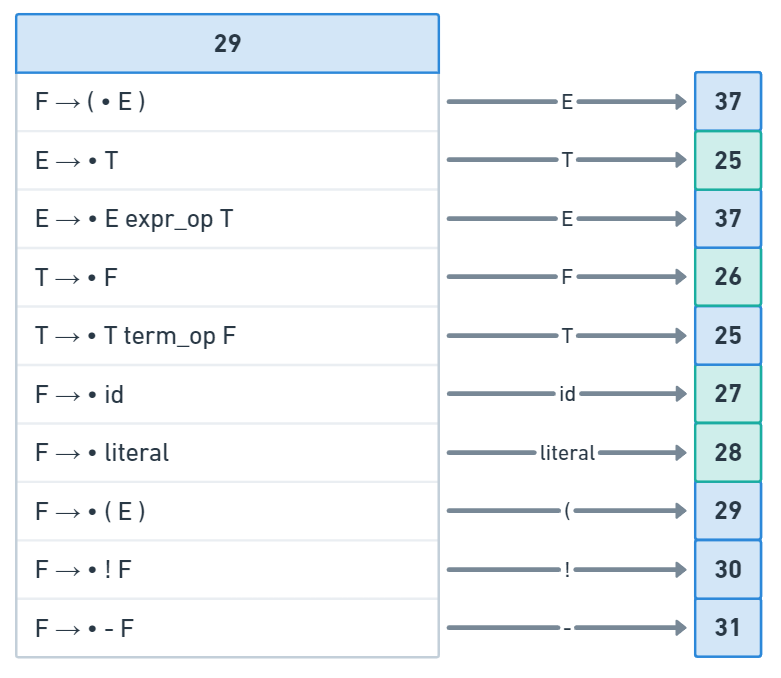 29
F → ( • E ) E 37
E → • T T 25
E → • E expr_op T E 37
T → • F F 26
T → • T term_op F T 25
F → • id id 27
F → • literal literal 28
F → • ( E ) ( 29
F → • ! F ! 30
F → • - F - 31